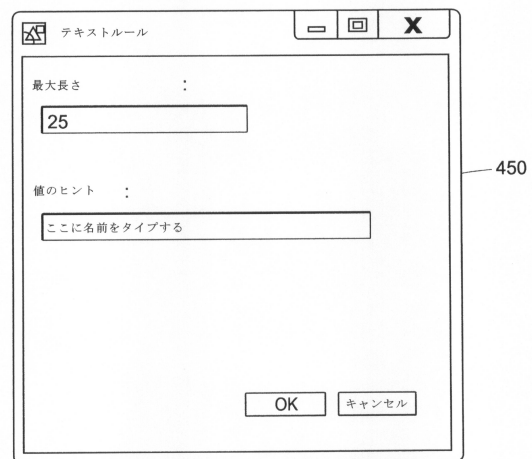 テキストルール
X
最大長さ :
25
450
値のヒント :
ここに名前をタイプする
OK キャンセル